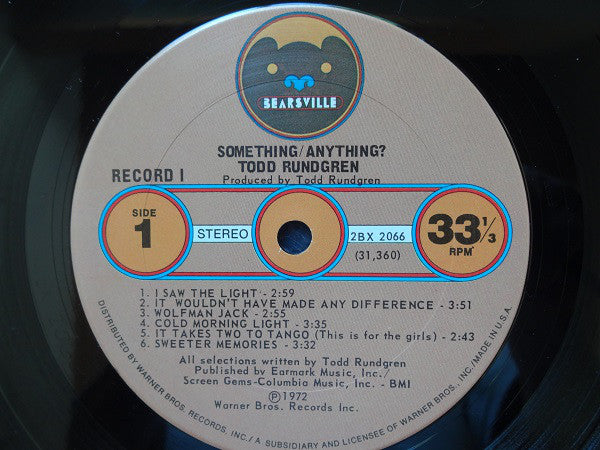 BEARSVILLE
SOMETHING/ANYTHING?
TODD RUNDGREN
Produced by Todd Rundgren
RECORD I
SIDE
1
STEREO
2BX 2066
(31,360)
33 1/3
RPM
1. I SAW THE LIGHT - 2:59
2. IT WOULDN'T HAVE MADE ANY DIFFERENCE - 3:51
3. WOLFMAN JACK - 2:55
4. COLD MORNING LIGHT - 3:35
5. IT TAKES TWO TO TANGO (This is for the girls) - 2:43
6. SWEETER MEMORIES - 3:32
All selections written by Todd Rundgren
Published by Earmark Music, Inc./
Screen Gems-Columbia Music, Inc. - BMI
Ⓟ1972
Warner Bros. Records Inc.
DISTRIBUTED BY WARNER BROS. RECORDS, INC./A SUBSIDIARY AND LICENSEE OF WARNER BROS., INC./MADE IN U.S.A.